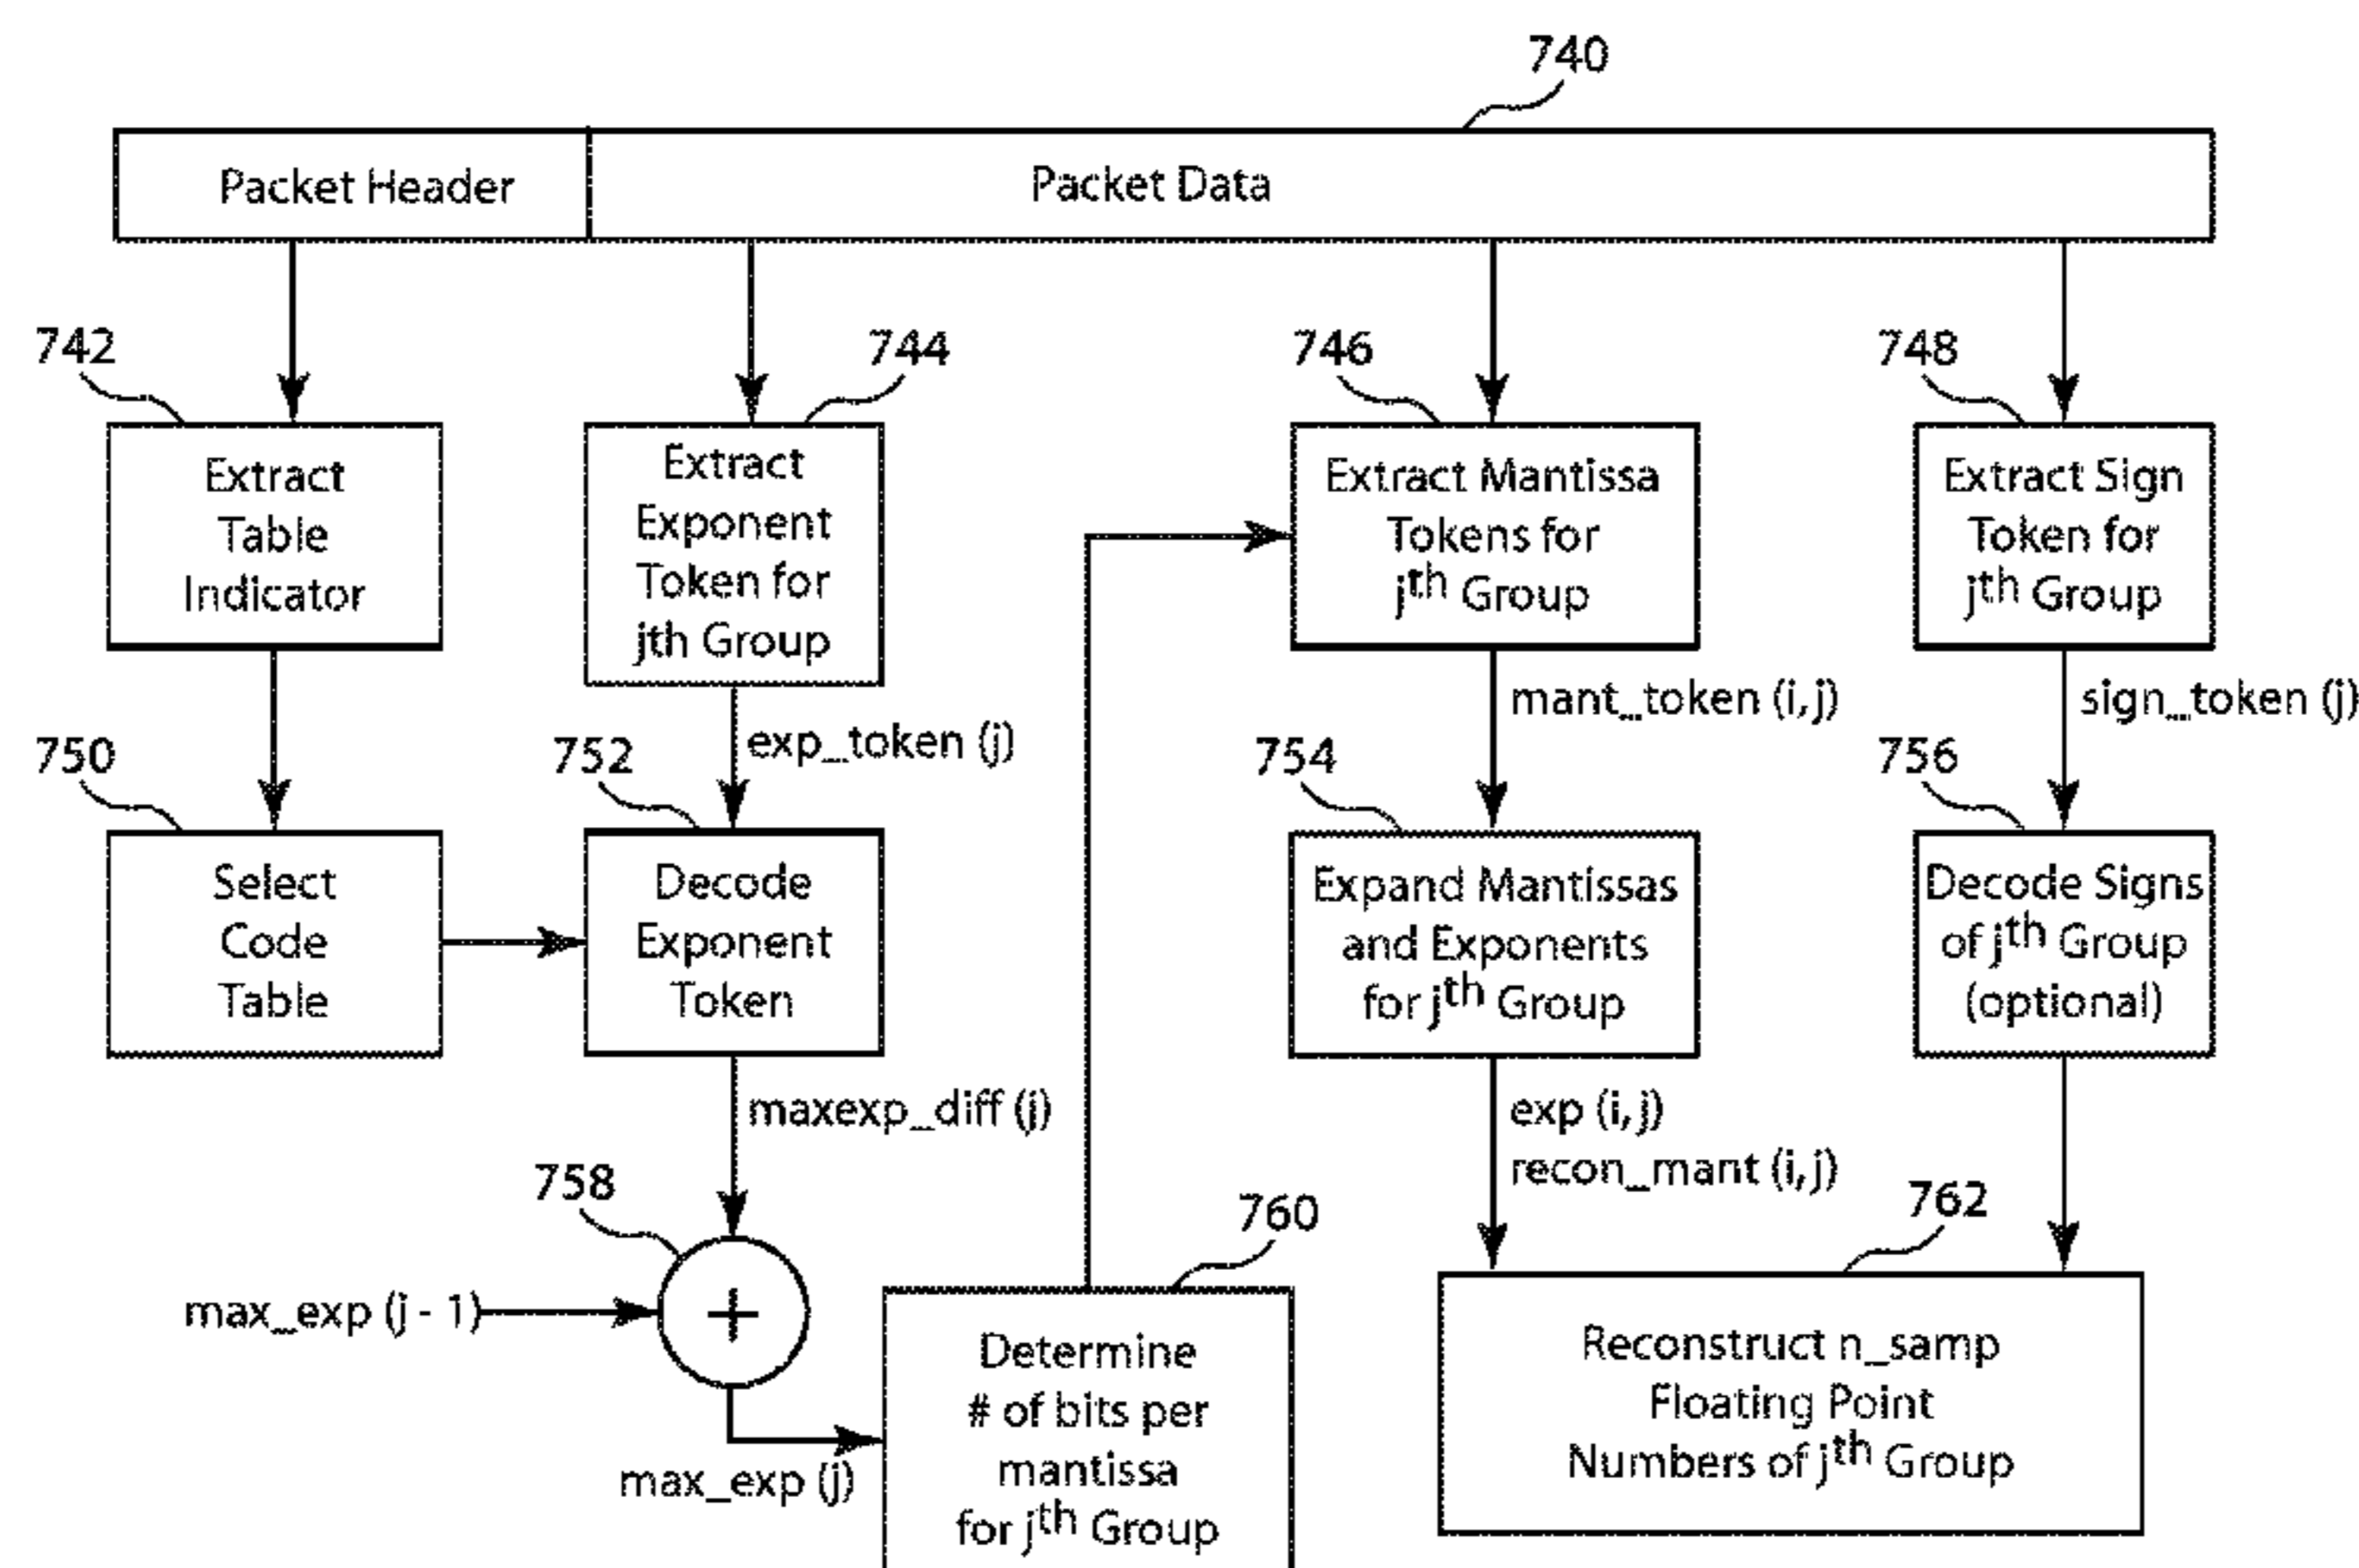 740
Packet Header
Packet Data
742
744
746
748
Extract
Table
Indicator
Extract
Exponent
Token for
jth Group
Extract Mantissa
Tokens for
jth Group
Extract Sign
Token for
jth Group
exp_token (j)
mant_token (i, j)
sign_token (j)
750
752
754
756
Select
Code
Table
Decode
Exponent
Token
Expand Mantissas
and Exponents
for jth Group
Decode Signs
of jth Group
(optional)
maxexp_diff (j)
exp (i, j)
recon_mant (i, j)
758
760
762
max_exp (j - 1)
+
max_exp (j)
Determine
# of bits per
mantissa
for jth Group
Reconstruct n_samp
Floating Point
Numbers of jth Group